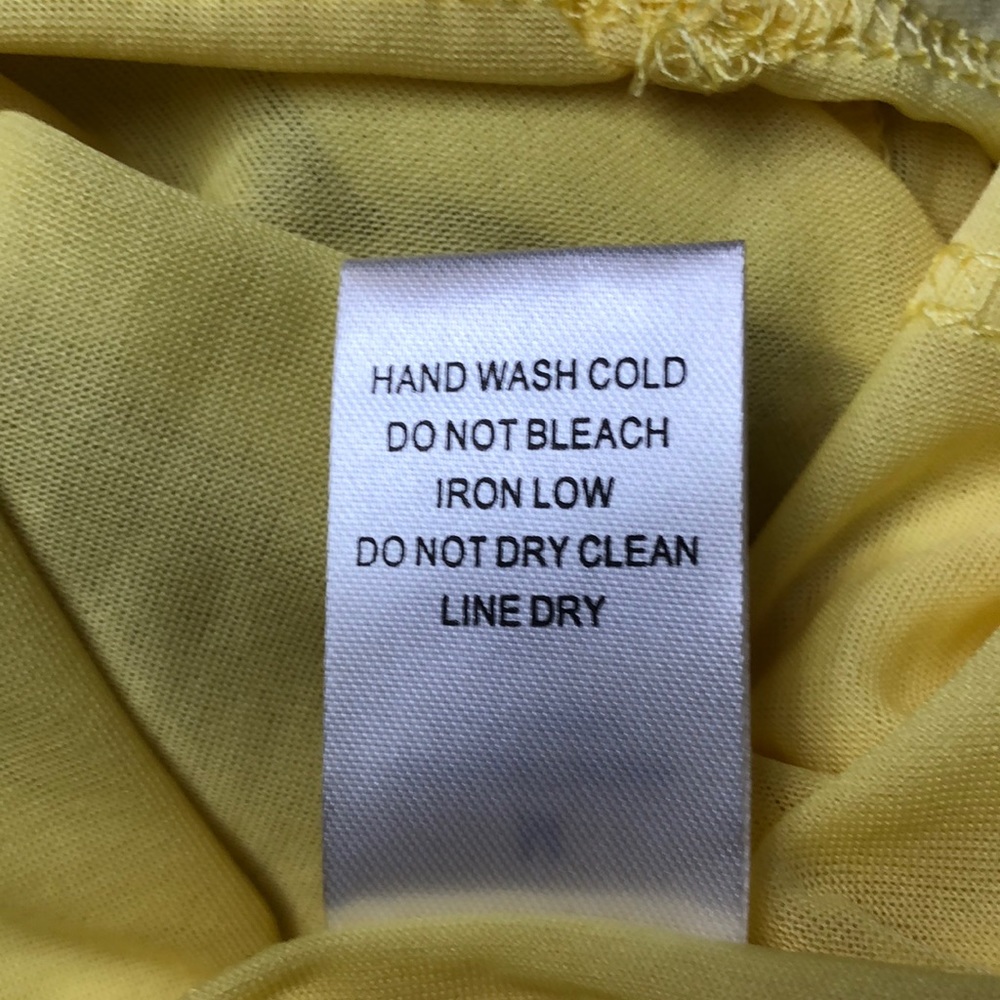 HAND WASH COLD
DO NOT BLEACH
IRON LOW
DO NOT DRY CLEAN
LINE DRY